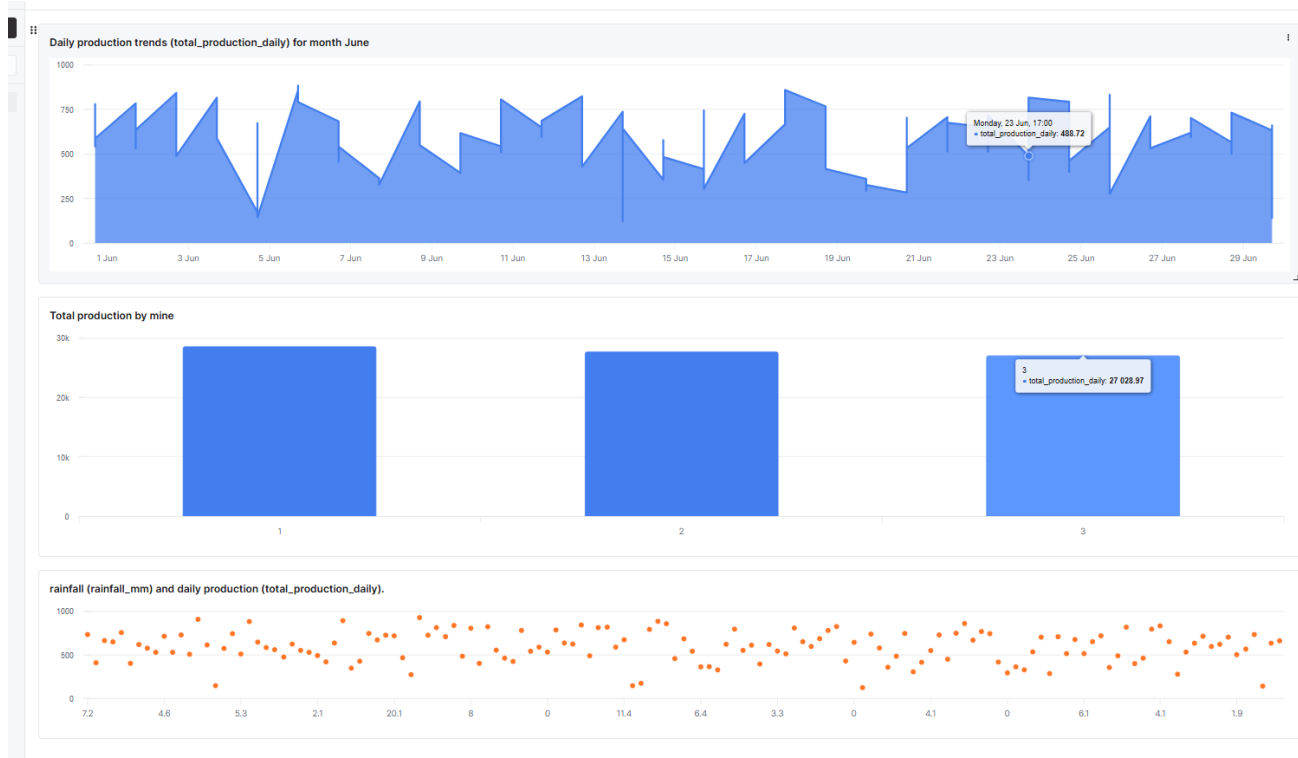 Daily production trends (total_production_daily) for month June
1000
750
500
250
0
Monday, 23 Jun, 17:00
total_production_daily: 488.72
1 Jun 3 Jun 5 Jun 7 Jun 9 Jun 11 Jun 13 Jun 15 Jun 17 Jun 19 Jun 21 Jun 23 Jun 25 Jun 27 Jun 29 Jun
Total production by mine
30k
20k
10k
0
3
total_production_daily: 27 028.97
1 2 3
rainfall (rainfall_mm) and daily production (total_production_daily).
1000
500
0
7.2 4.6 5.3 2.1 20.1 8 0 11.4 6.4 3.3 0 4.1 0 6.1 4.1 1.9